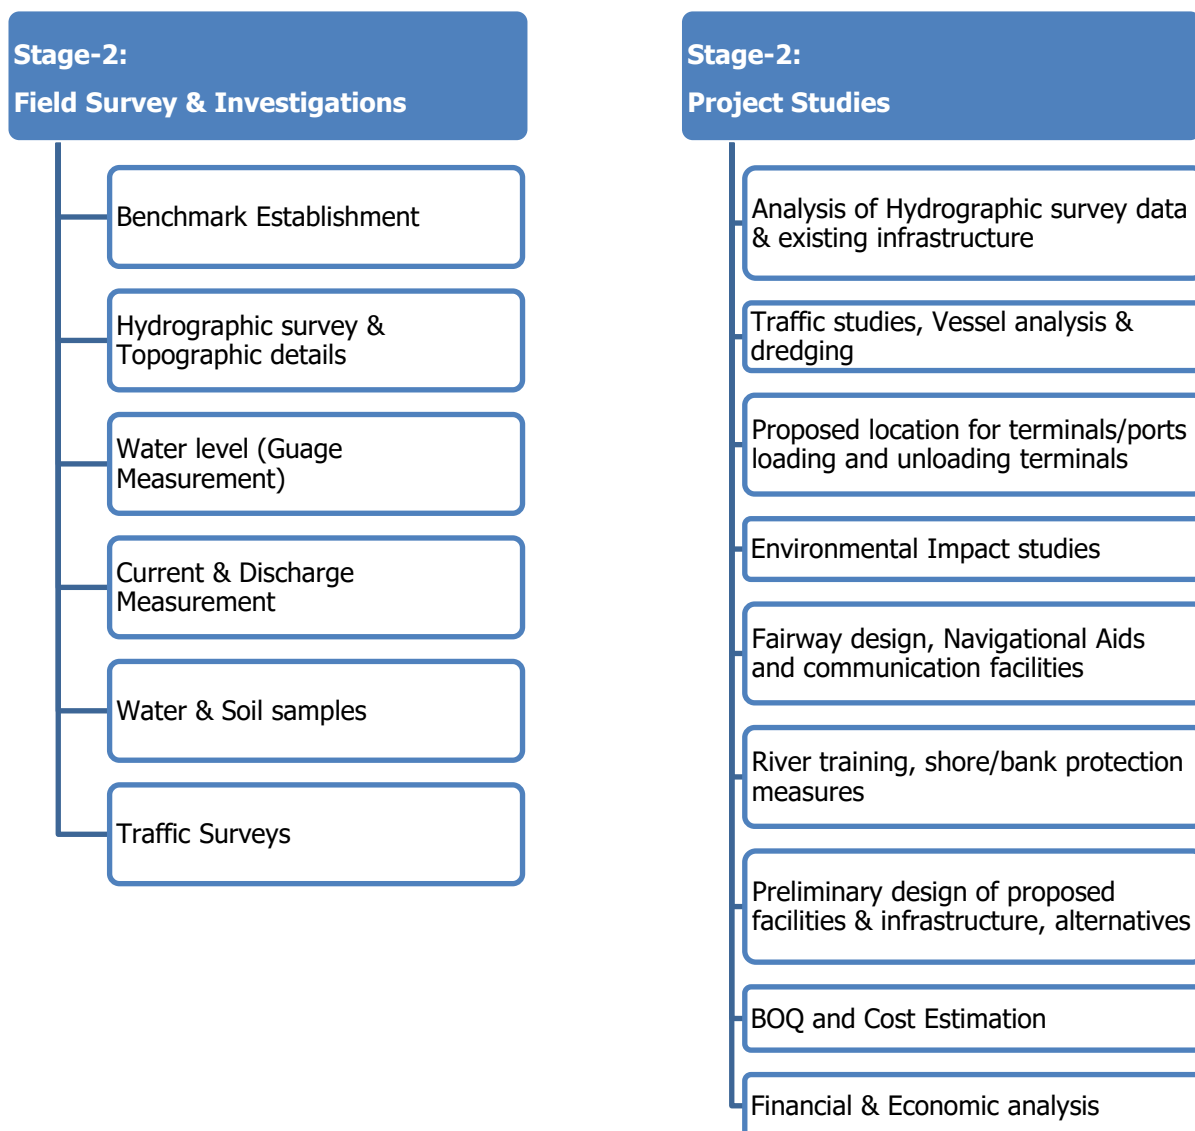 Stage-2:
Field Survey & Investigations
Benchmark Establishment
Hydrographic survey &
Topographic details
Water level (Guage
Measurement)
Current & Discharge
Measurement
Water & Soil samples
Traffic Surveys
Stage-2:
Project Studies
Analysis of Hydrographic survey data
& existing infrastructure
Traffic studies, Vessel analysis &
dredging
Proposed location for terminals/ports
loading and unloading terminals
Environmental Impact studies
Fairway design, Navigational Aids
and communication facilities
River training, shore/bank protection
measures
Preliminary design of proposed
facilities & infrastructure, alternatives
BOQ and Cost Estimation
Financial & Economic analysis